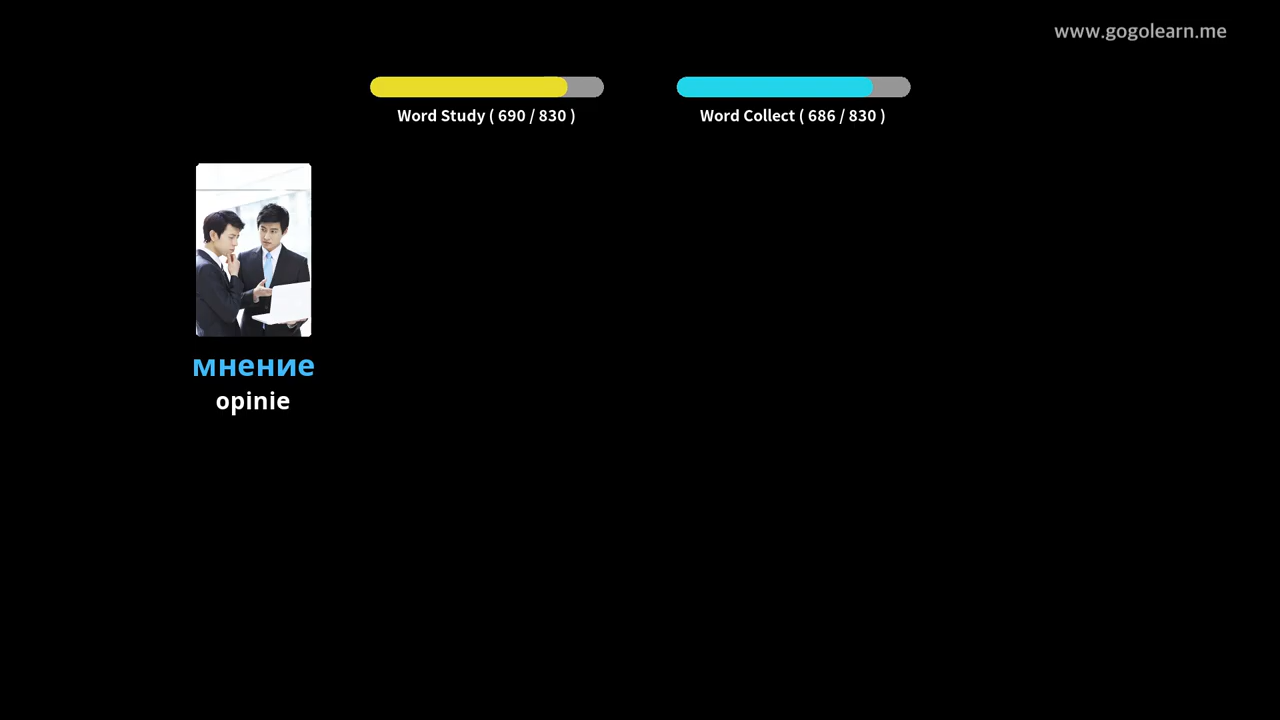 www.gogolearn.me
Word Study ( 690 / 830 )
Word Collect ( 686 / 830 )
мнение
opinie